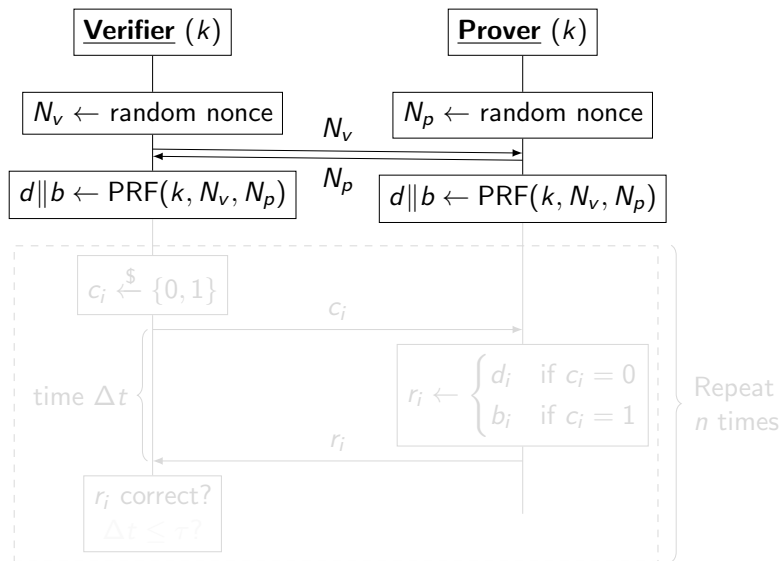 Verifier (k)
Prover (k)
N_v ← random nonce
N_p ← random nonce
N_v
N_p
d‖b ← PRF(k, N_v, N_p)
d‖b ← PRF(k, N_v, N_p)
c_i ←$ {0, 1}
c_i
time Δt
r_i ← { d_i if c_i = 0
b_i if c_i = 1
Repeat
n times
r_i
r_i correct?
Δt ≤ τ?